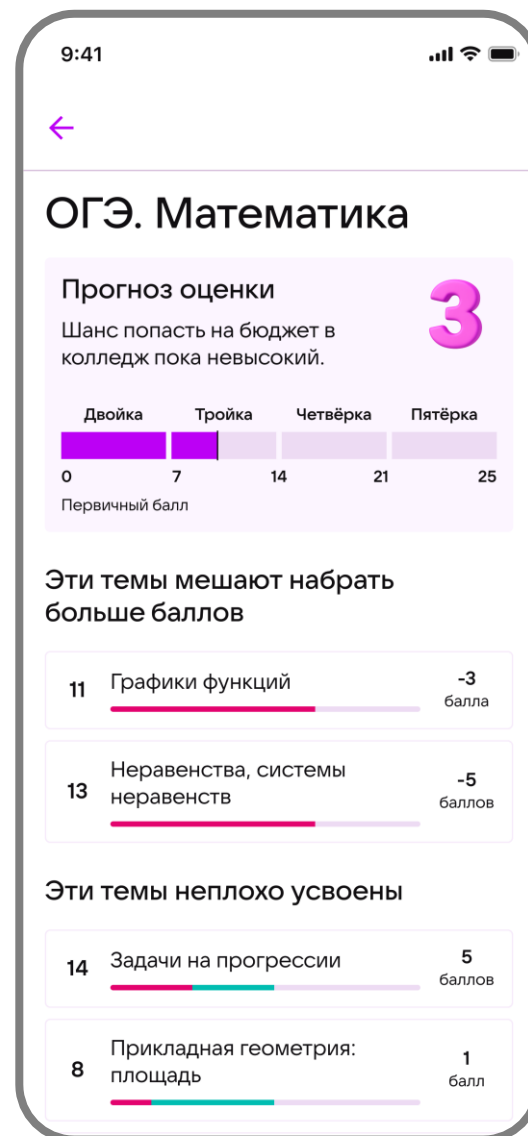 9:41
ОГЭ. Математика
Прогноз оценки
3
Шанс попасть на бюджет в
колледж пока невысокий.
Двойка Тройка Четвёрка Пятёрка
0 7 14 21 25
Первичный балл
Эти темы мешают набрать
больше баллов
11 Графики функций -3
балла
13 Неравенства, системы
неравенств -5
баллов
Эти темы неплохо усвоены
14 Задачи на прогрессии 5
баллов
8 Прикладная геометрия:
площадь 1
балл